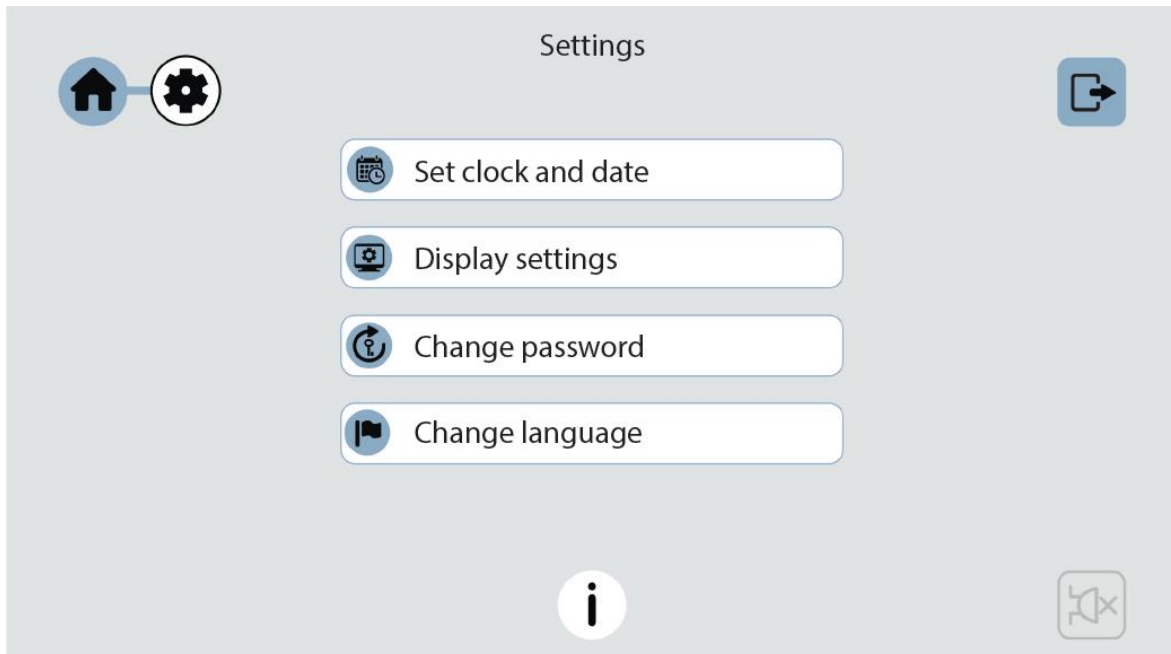 Settings
Set clock and date
Display settings
Change password
Change language
i